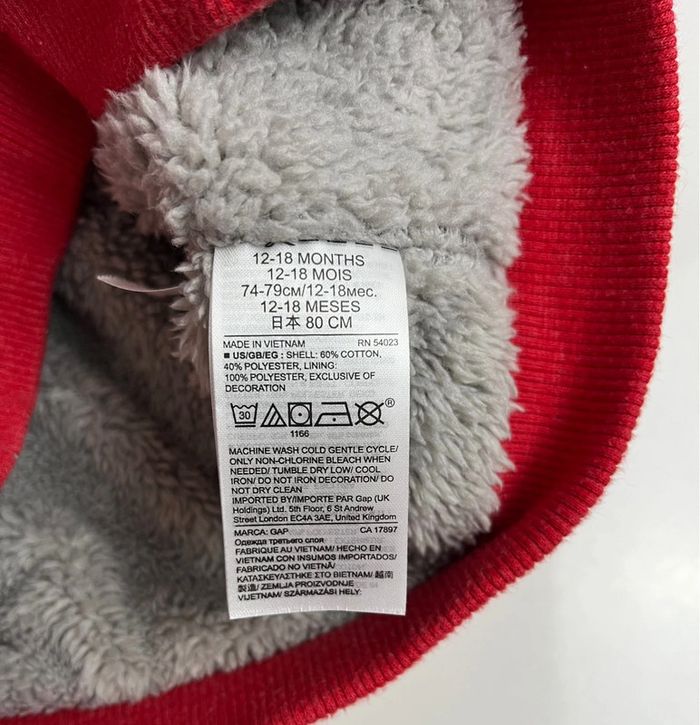 12-18 MONTHS
12-18 MOIS
74-79см/12-18мес.
12-18 MESES
日本 80 CM
MADE IN VIETNAM RN 54023
■ US/GB/EG : SHELL: 60% COTTON,
40% POLYESTER, LINING:
100% POLYESTER, EXCLUSIVE OF
DECORATION
30 ®
1166
MACHINE WASH COLD GENTLE CYCLE/
ONLY NON-CHLORINE BLEACH WHEN
NEEDED/ TUMBLE DRY LOW/ COOL
IRON/ DO NOT IRON DECORATION/ DO
NOT DRY CLEAN
IMPORTED BY/IMPORTE PAR Gap (UK
Holdings) Ltd. 5th Floor, 6 St Andrew
Street London EC4A 3AE, United Kingdom
MARCA: GAP CA 17897
Одежда третьего слоя
FABRIQUE AU VIETNAM/ HECHO EN
VIETNAM CON INSUMOS IMPORTADOS/
FABRICADO NO VIETNÃ/
ΚΑΤΑΣΚΕΥΑΣΤΗΚΕ ΣΤΟ ΒΙΕΤΝΑΜ/ 越南
製造/ ZEMLJA PROIZVODNJE
VIJETNAM/ SZÁRMAZÁSI HELY: